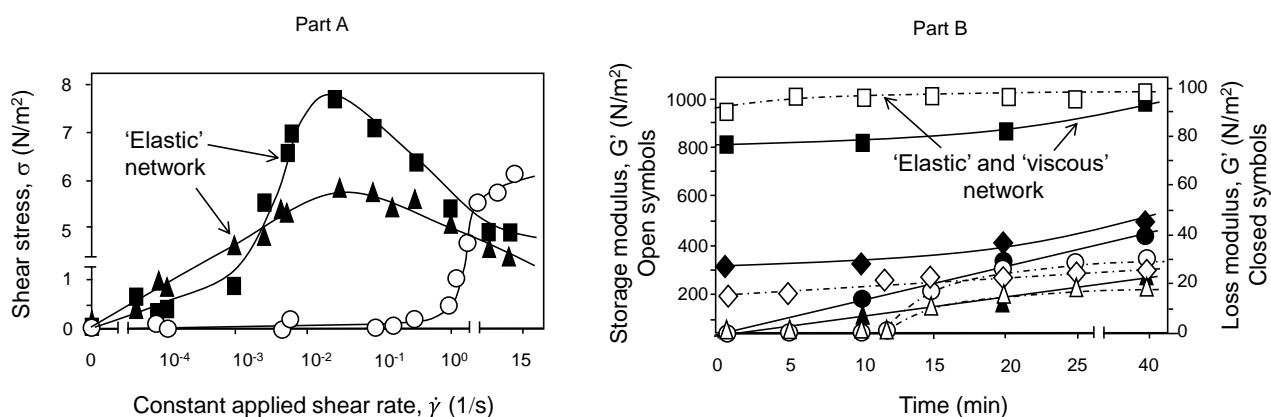 Part A
Shear stress, σ (N/m²)
8
7
6
5
1
0
'Elastic'
network
0
10⁻⁴
10⁻³
10⁻²
10⁻¹
10⁰
15
Constant applied shear rate, γ̇ (1/s)
Part B
Storage modulus, G' (N/m²)
Open symbols
1000
800
600
400
200
'Elastic' and 'viscous'
network
100
80
60
50
40
20
10
0
Loss modulus, G' (N/m²)
Closed symbols
0
5
10
15
20
25
40
Time (min)